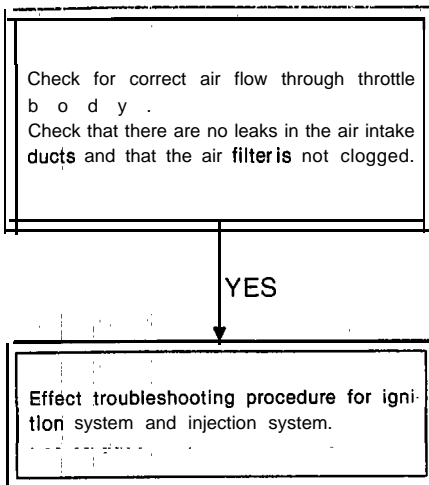 Check for correct air flow through throttle
body.
Check that there are no leaks in the air intake
ducts and that the air filter is not clogged.
YES
Effect troubleshooting procedure for igni-
tion system and injection system.